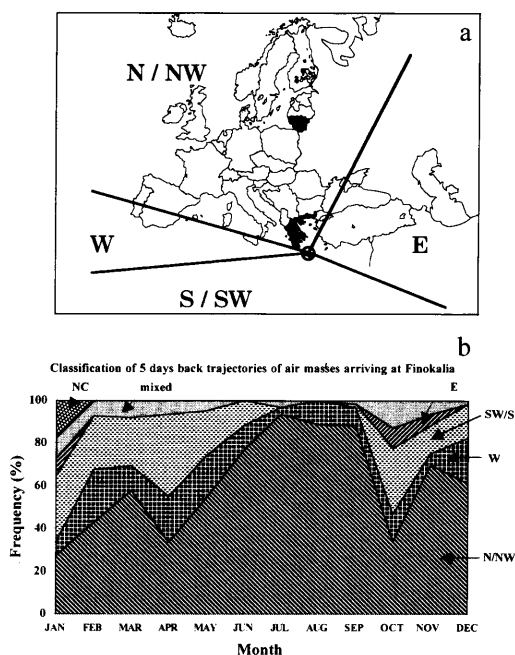 a
N / NW
W
E
S / SW
b
Classification of 5 days back trajectories of air masses arriving at Finokalia
NC
mixed
E
SW/S
W
N/NW
Frequency (%)
100
80
60
40
20
0
JAN FEB MAR APR MAY JUN JUL AUG SEP OCT NOV DEC
Month